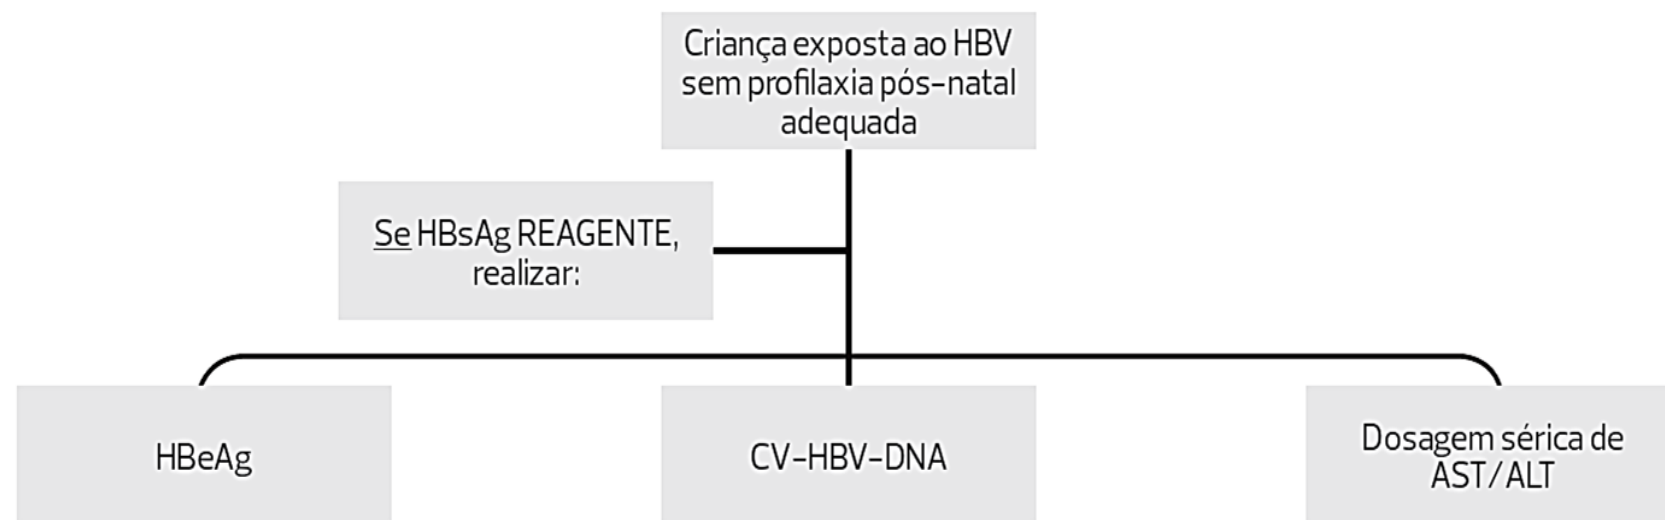 Criança exposta ao HBV
sem profilaxia pós-natal
adequada
Se HBsAg REAGENTE,
realizar:
HBeAg
CV-HBV-DNA
Dosagem sérica de
AST/ALT